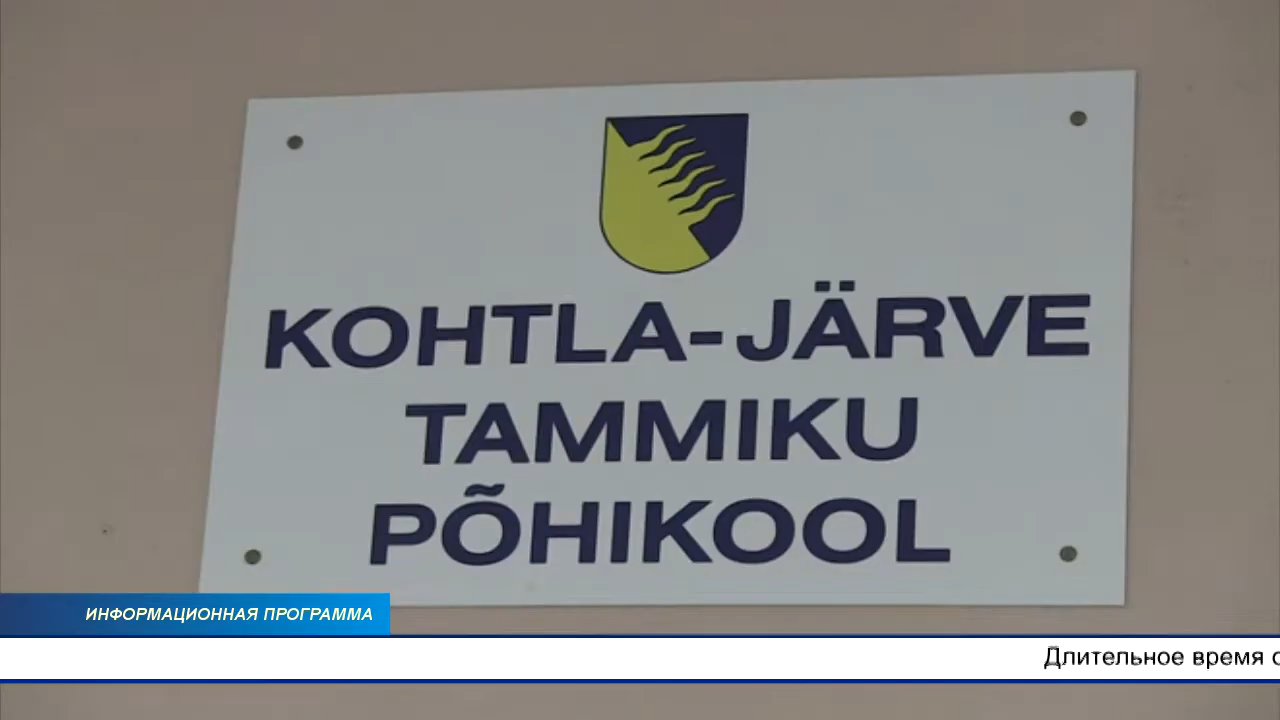 KOHTLA-JÄRVE
TAMMIKU
PÕHIKOOL
ИНФОРМАЦИОННАЯ ПРОГРАММА
Длительное время